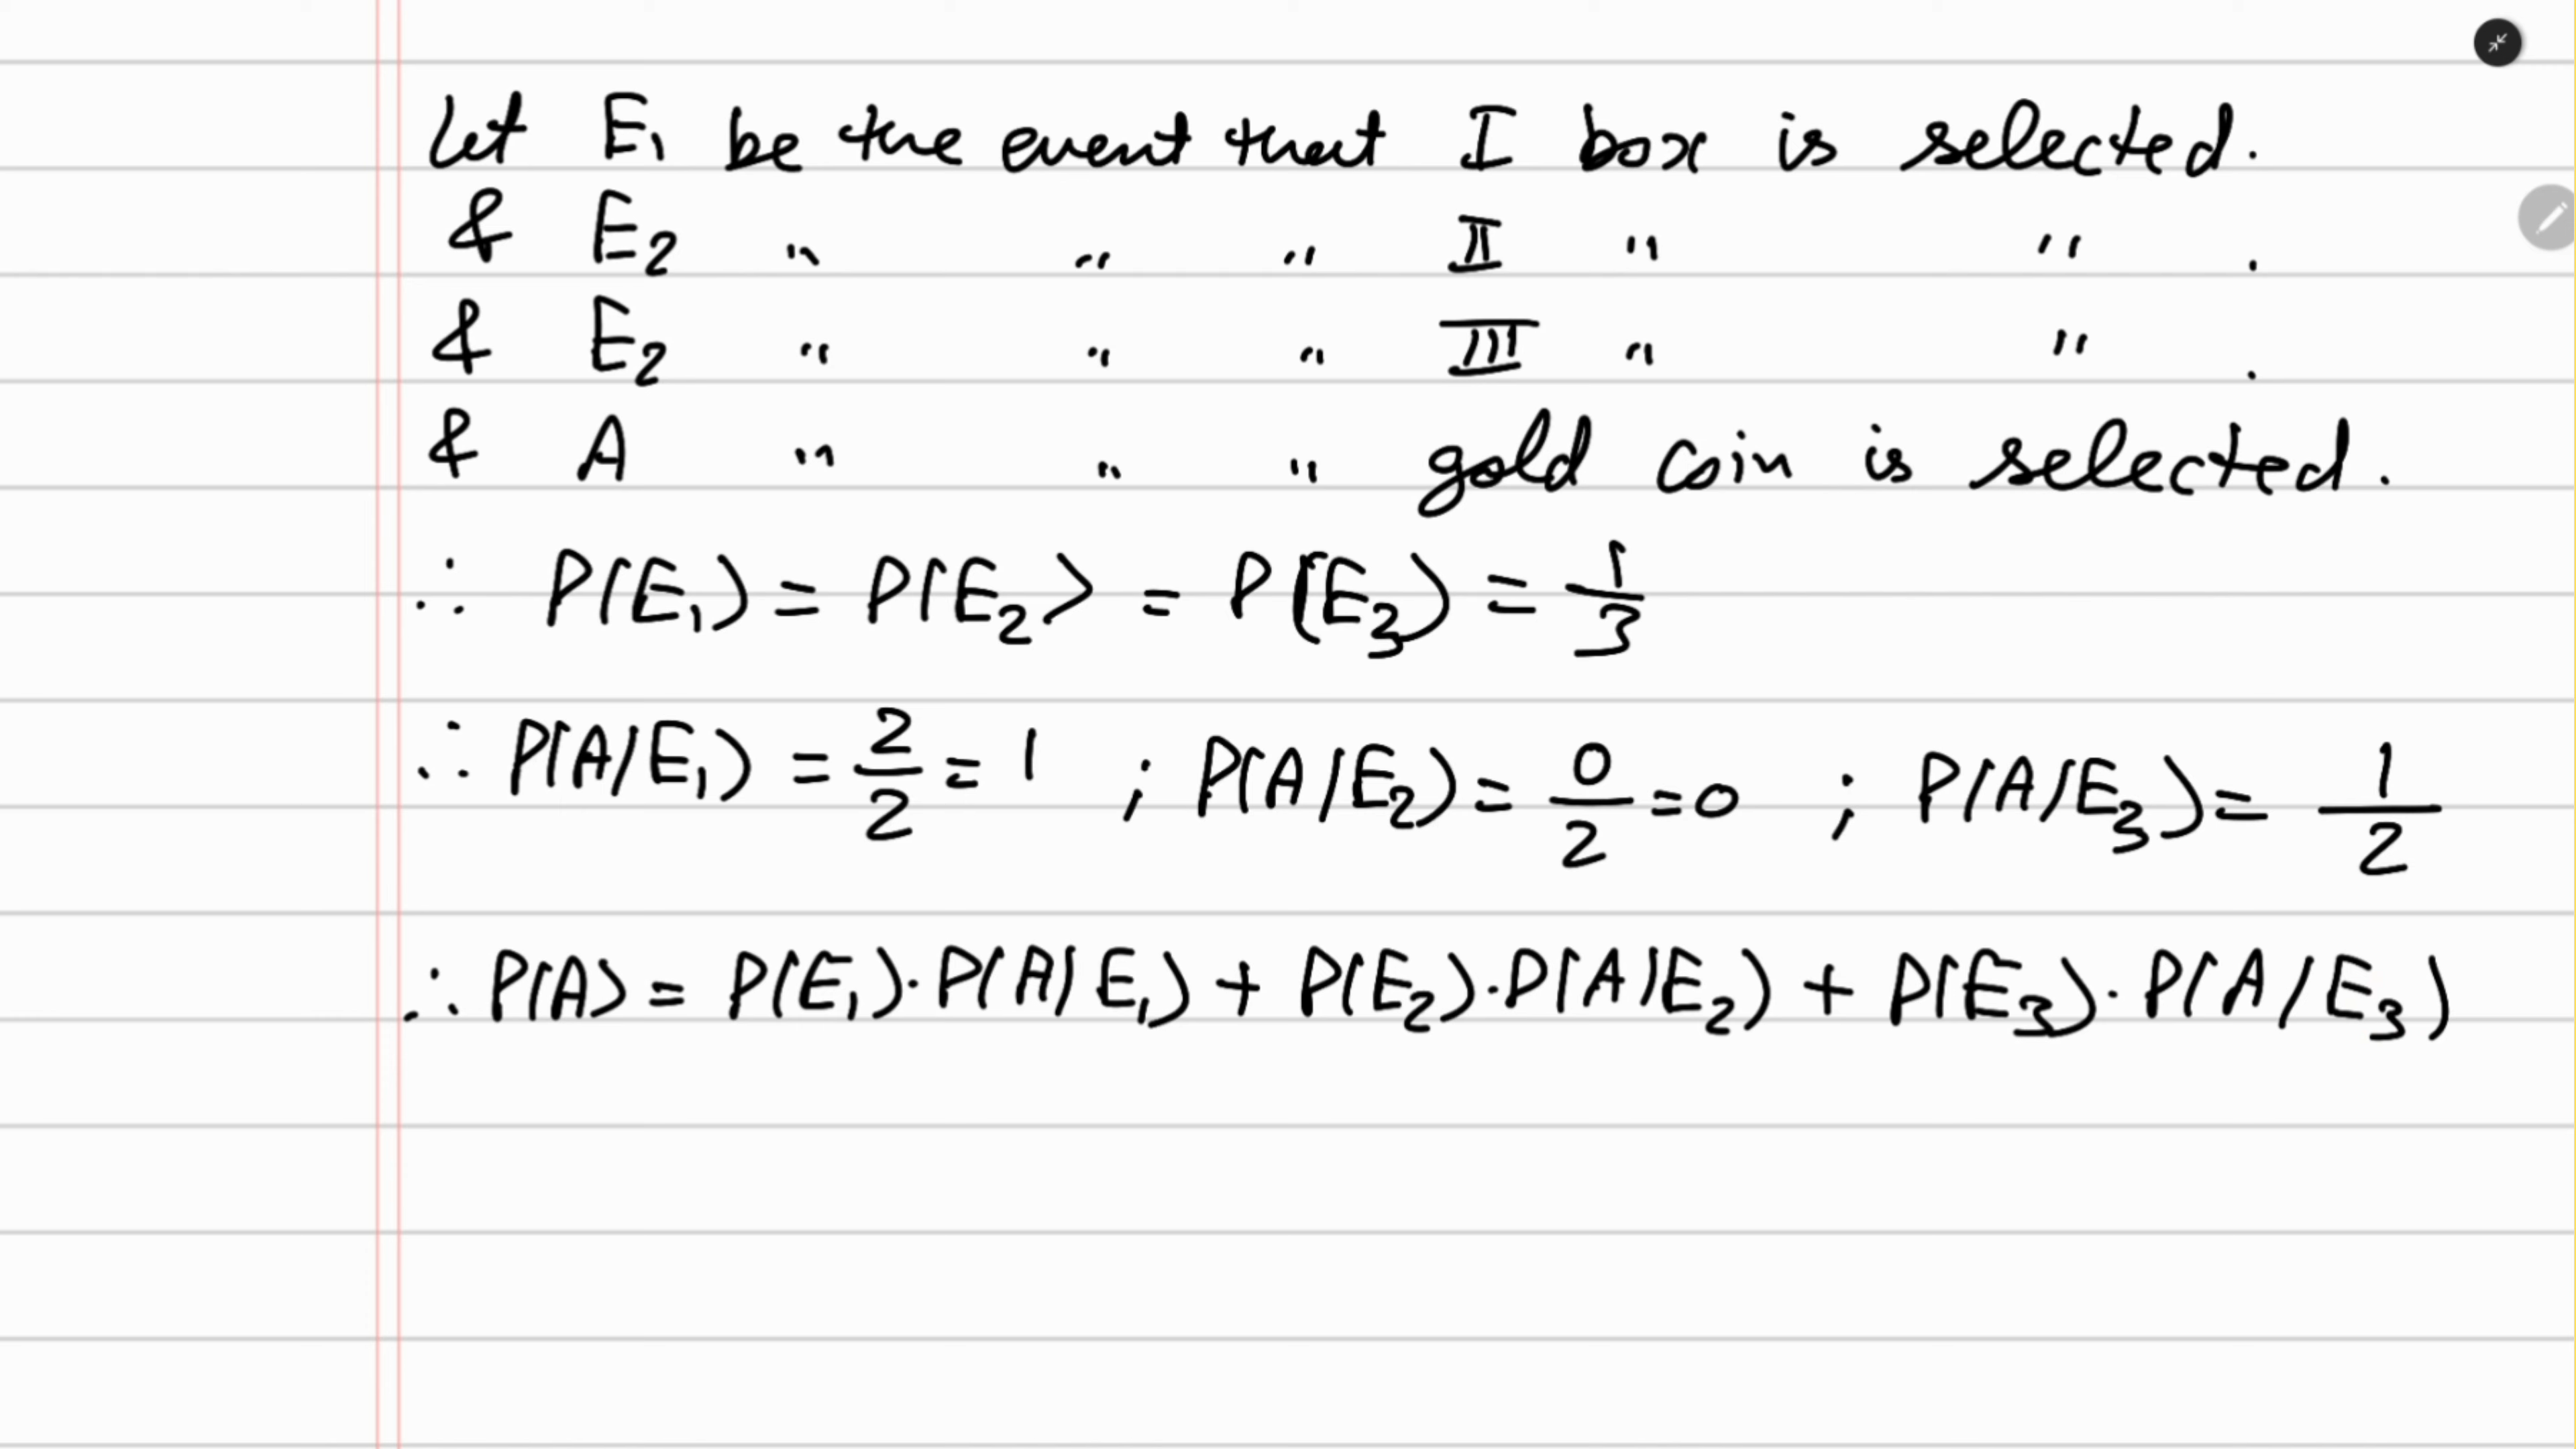 Let E₁ be the event that I box is selected.
& E₂ " " " II " " .
& E₂ " " " III " " .
& A " " " gold coin is selected.
∴ P(E₁) = P(E₂) = P(E₃) = 1/3
∴ P(A/E₁) = 2/2 = 1 ; P(A/E₂) = 0/2 = 0 ; P(A/E₃) = 1/2
∴ P(A) = P(E₁)·P(A/E₁) + P(E₂)·P(A/E₂) + P(E₃)·P(A/E₃)